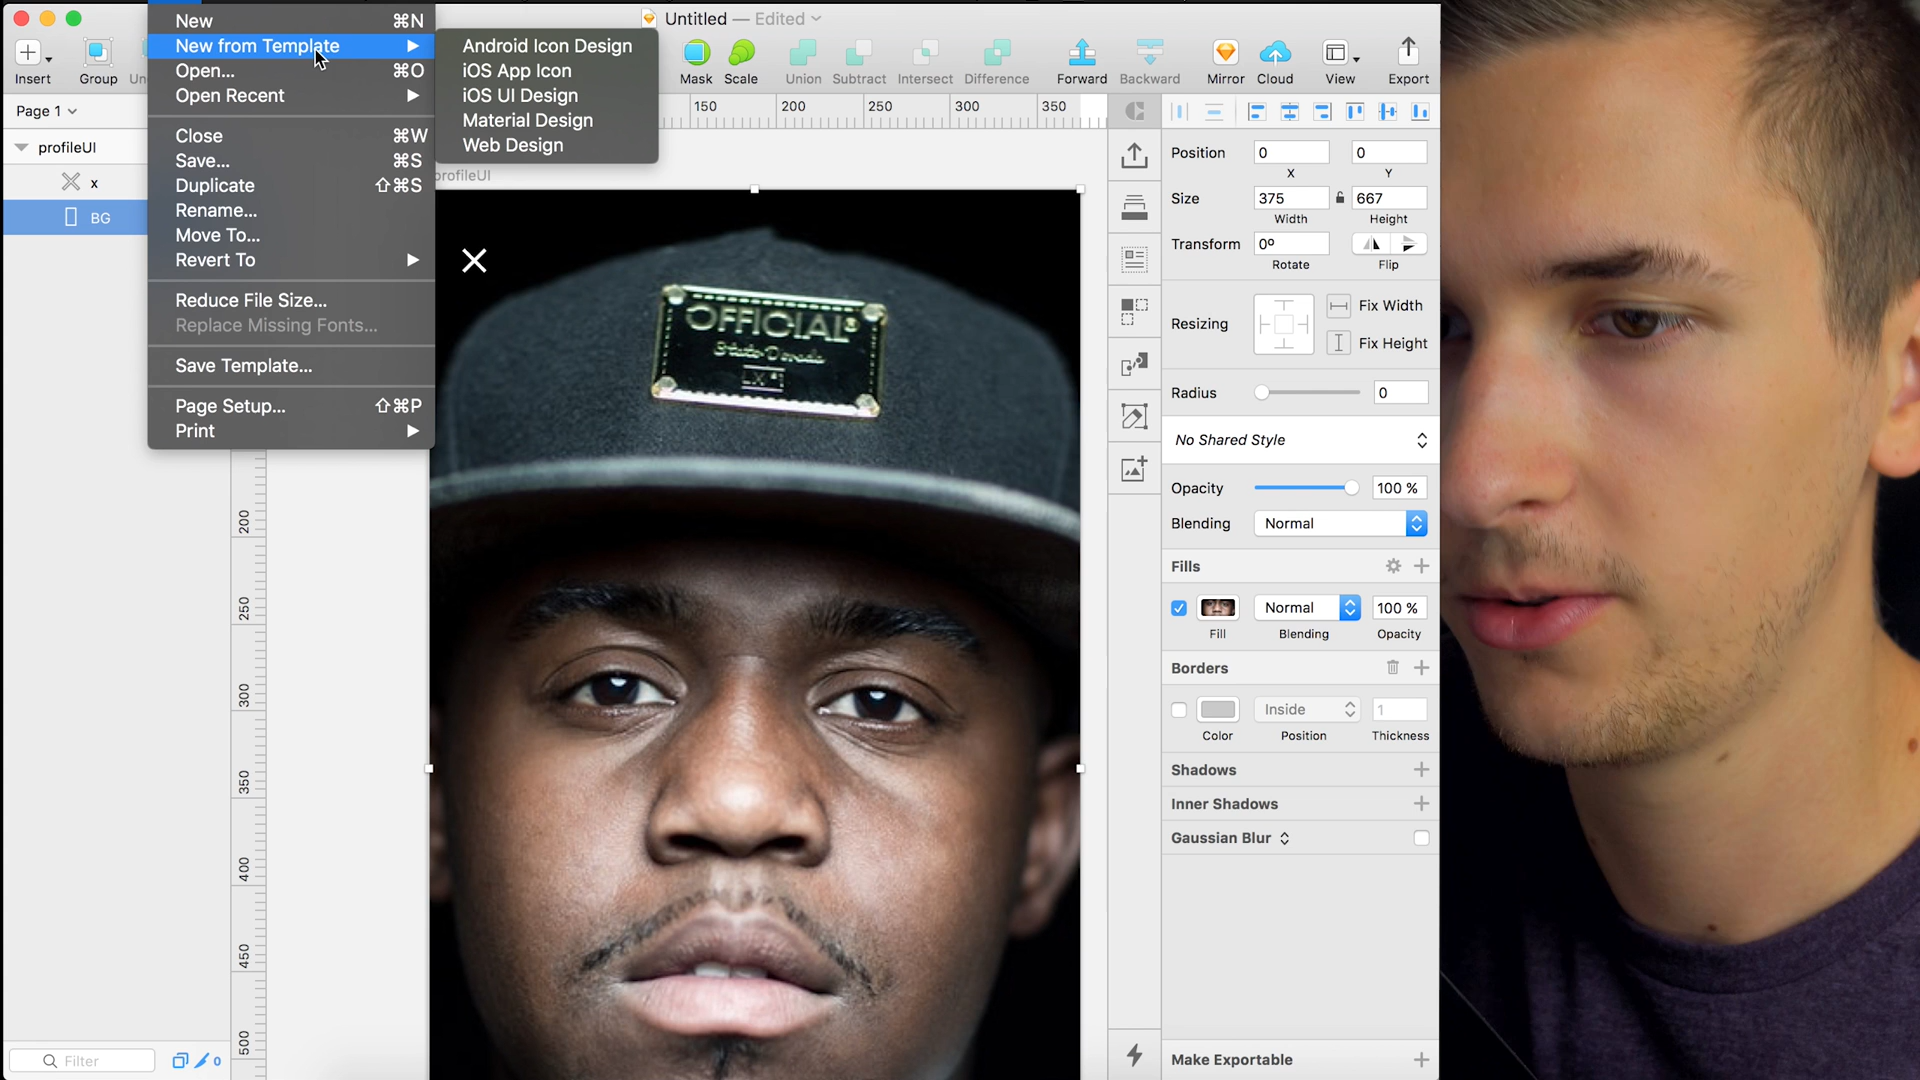 Untitled — Edited
New ⌘N
New from Template
Open... ⌘O
Open Recent
Close ⌘W
Save... ⌘S
Duplicate ⇧⌘S
Rename...
Move To...
Revert To
Reduce File Size...
Replace Missing Fonts...
Save Template...
Page Setup... ⇧⌘P
Print
Android Icon Design
iOS App Icon
iOS UI Design
Material Design
Web Design
Insert
Group
Mask
Scale
Union
Subtract
Intersect
Difference
Forward
Backward
Mirror
Cloud
View
Export
Page 1
profileUI
x
BG
Filter
0
150 200 250 300 350
200
250
300
350
400
450
500
OFFICIAL
Position 0 0
X Y
Size 375 667
Width Height
Transform 0º
Rotate Flip
Resizing
Fix Width
Fix Height
Radius 0
No Shared Style
Opacity 100 %
Blending Normal
Fills
Normal 100 %
Fill Blending Opacity
Borders
Inside 1
Color Position Thickness
Shadows
Inner Shadows
Gaussian Blur
Make Exportable